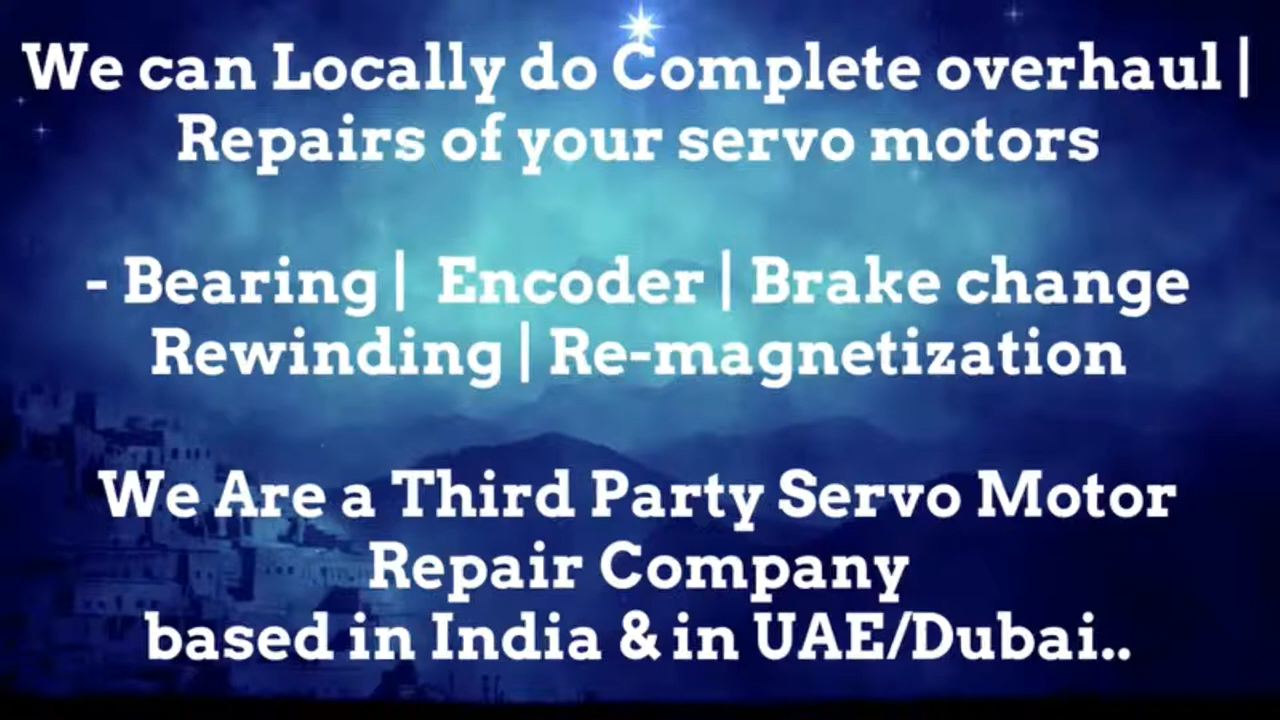 We can Locally do Complete overhaul |
Repairs of your servo motors
- Bearing | Encoder | Brake change
Rewinding | Re-magnetization
We Are a Third Party Servo Motor
Repair Company
based in India & in UAE/Dubai..